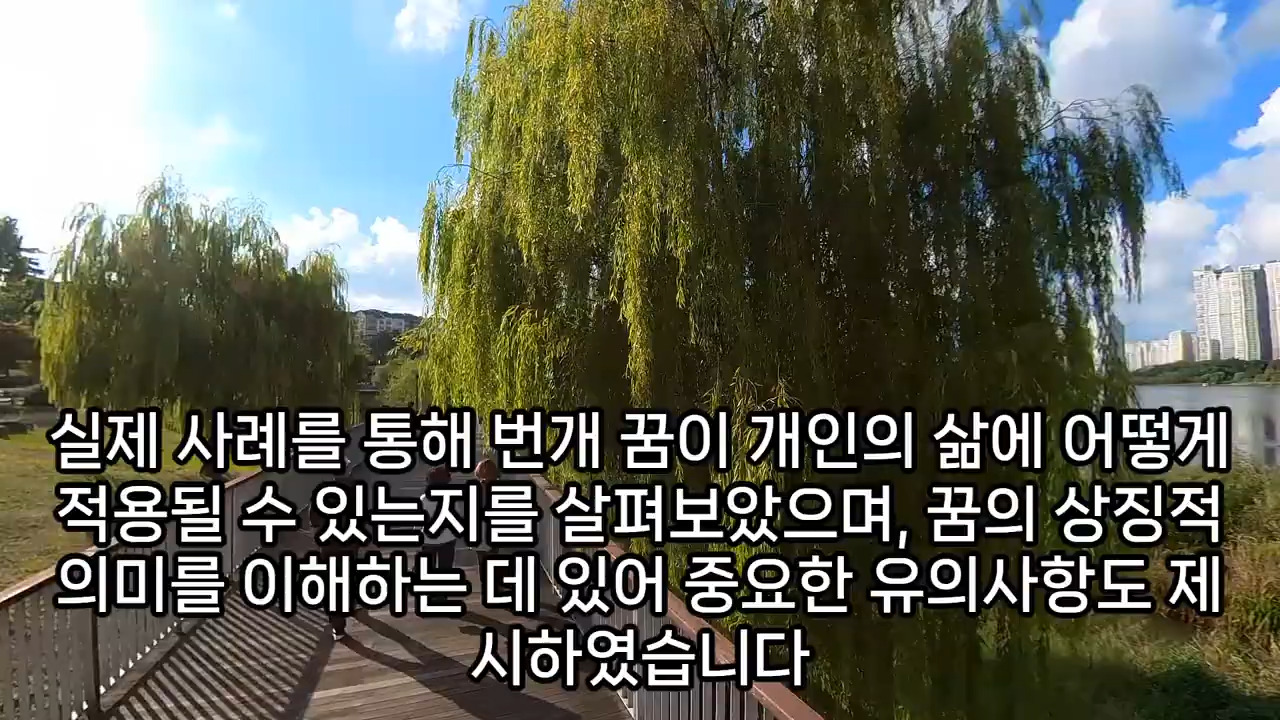 실제 사례를 통해 번개 꿈이 개인의 삶에 어떻게
적용될 수 있는지를 살펴보았으며, 꿈의 상징적
의미를 이해하는 데 있어 중요한 유의사항도 제
시하였습니다